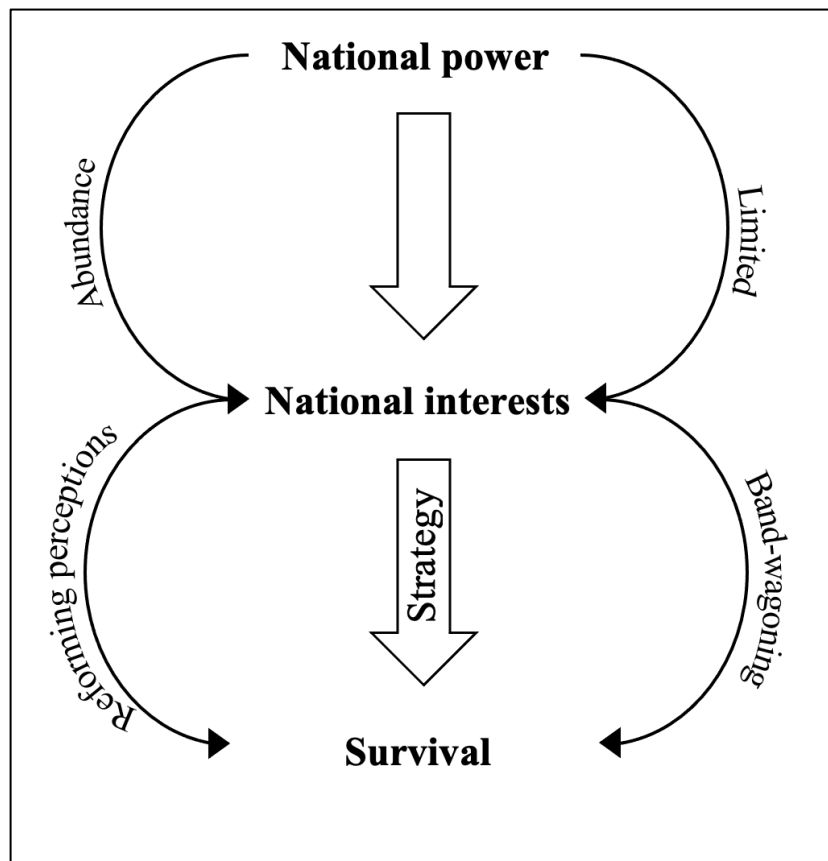 National power
Abundance
Limited
National interests
Reforming perceptions
Strategy
Band-wagoning
Survival